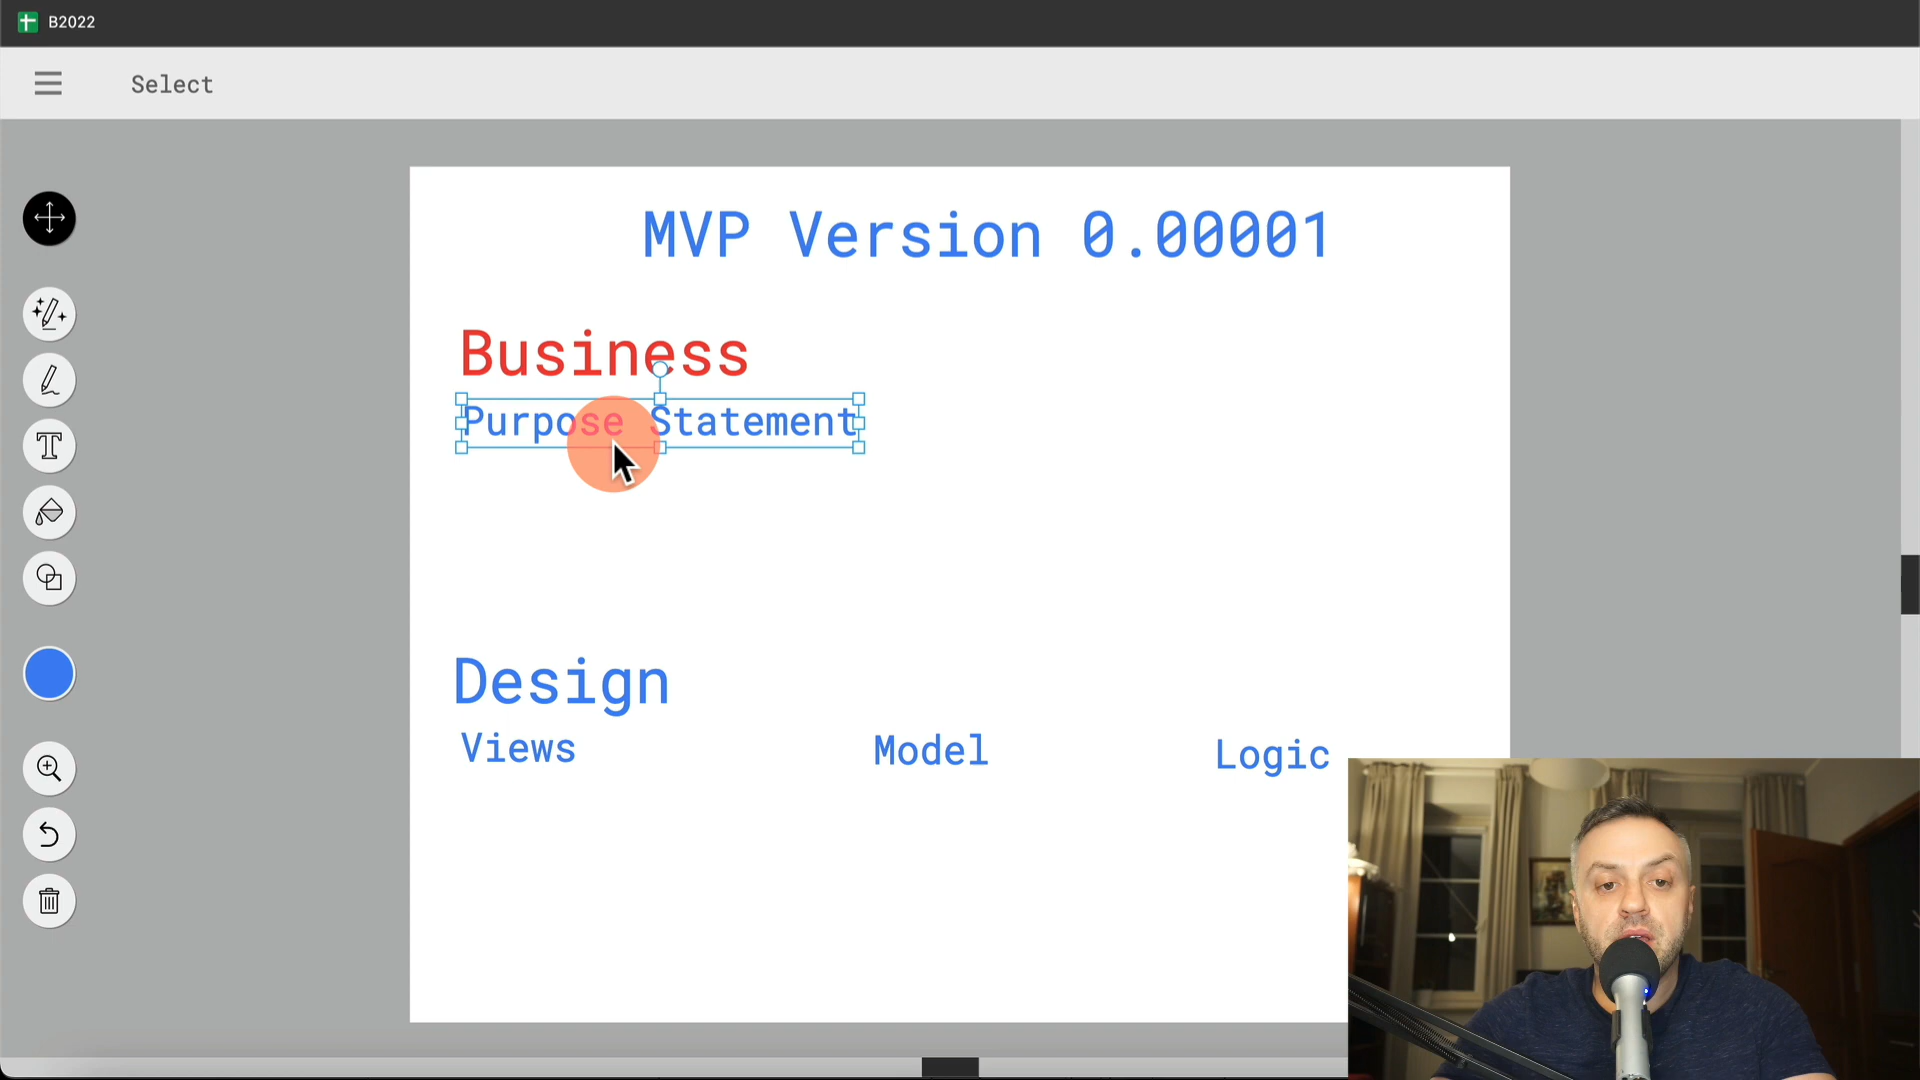 B2022
Select
MVP Version 0.00001
Business
Purpose Statement
Design
Views Model Logic